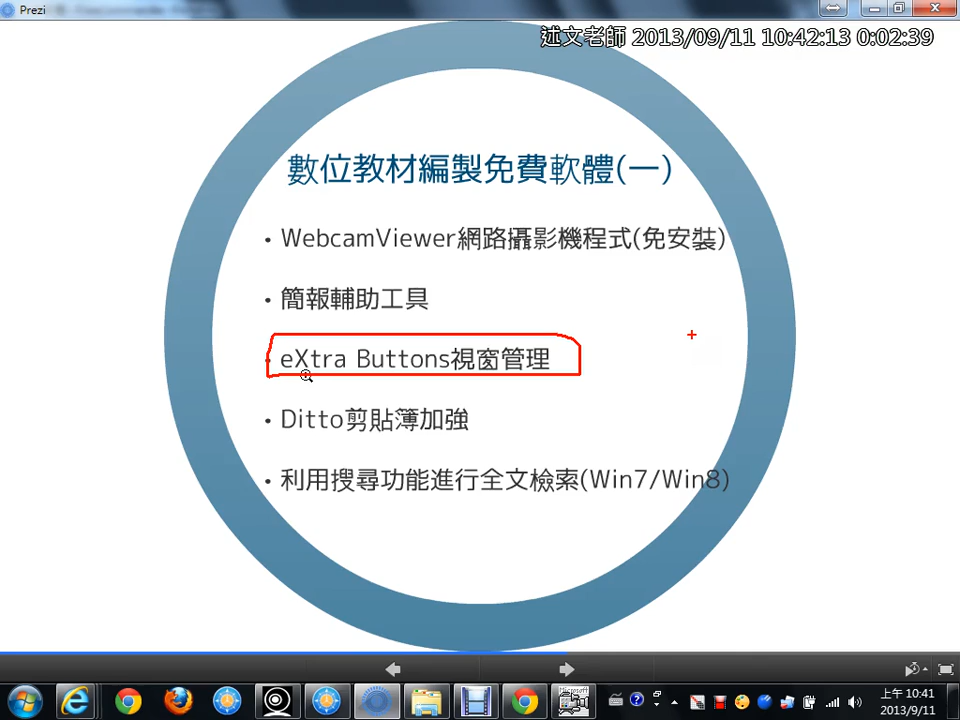 Prezi
述文老師 2013/09/11 10:42:13 0:02:39
數位教材編製免費軟體(一)
• WebcamViewer網路攝影機程式(免安裝)
• 簡報輔助工具
• eXtra Buttons視窗管理
• Ditto剪貼簿加強
• 利用搜尋功能進行全文檢索(Win7/Win8)
Microsoft
上午 10:41
2013/9/11